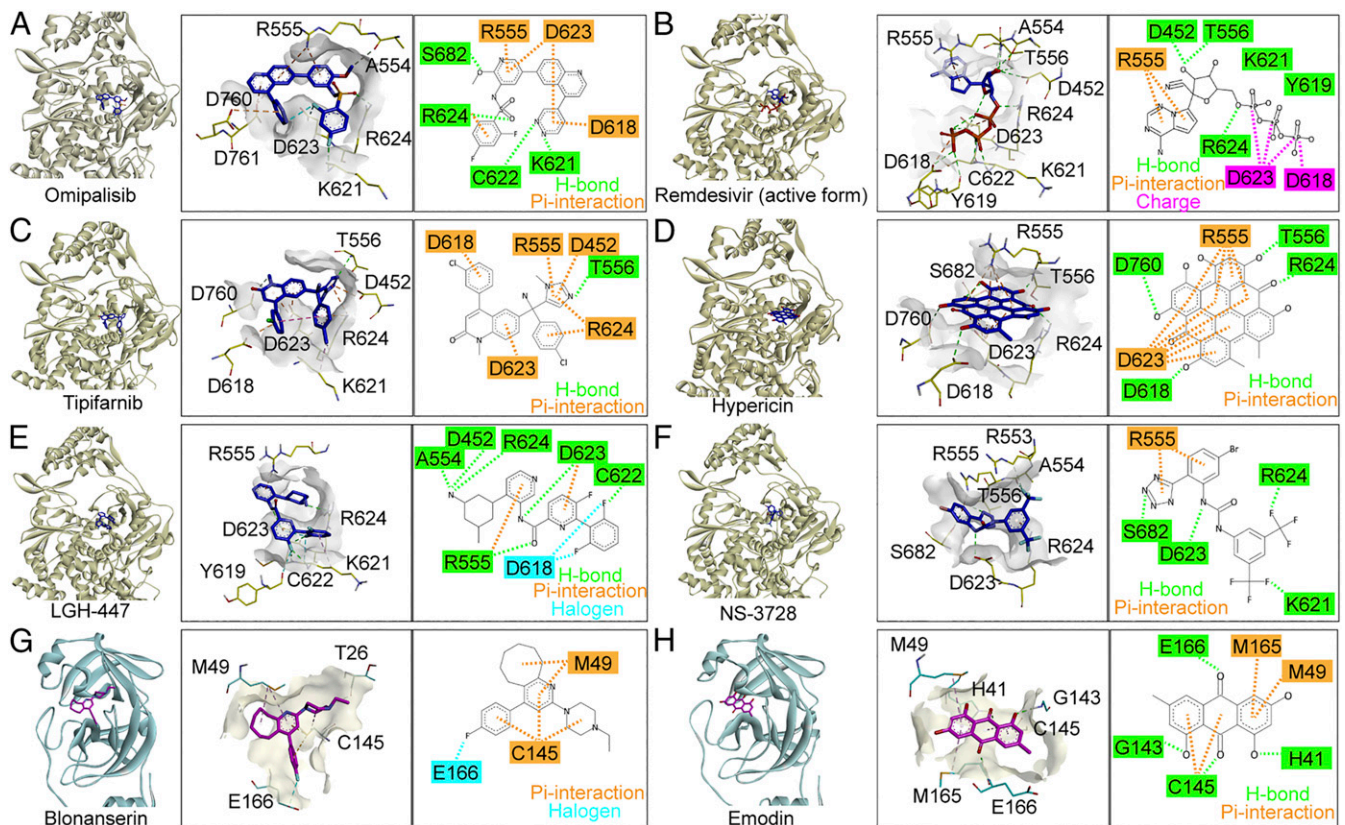 A
Omipalisib
R555
A554
D760
D761
D623
R624
K621
R555
D623
S682
R624
D618
C622
K621
H-bond
Pi-interaction
B
Remdesivir (active form)
R555
A554
T556
D452
R624
D623
D618
C622
K621
Y619
D452
T556
R555
K621
Y619
R624
H-bond
Pi-interaction
Charge
D623
D618
C
Tipifarnib
T556
D452
D760
R624
D623
D618
K621
D618
R555
D452
T556
Cl
N
N
N
O
N
R624
Cl
D623
H-bond
Pi-interaction
D
Hypericin
R555
S682
T556
D760
D623
R624
D618
R555
T556
D760
R624
D623
D618
H-bond
Pi-interaction
E
LGH-447
R555
D623
R624
Y619
K621
C622
D452
R624
D623
A554
C622
R555
D618
H-bond
Pi-interaction
Halogen
F
NS-3728
R553
R555
A554
T556
S682
R624
D623
R555
Br
R624
S682
D623
H-bond
Pi-interaction
K621
G
Blonanserin
T26
M49
C145
E166
M49
N
N
N
F
C145
E166
Pi-interaction
Halogen
H
Emodin
M49
H41
G143
C145
M165
E166
E166
M165
M49
G143
H41
C145
H-bond
Pi-interaction